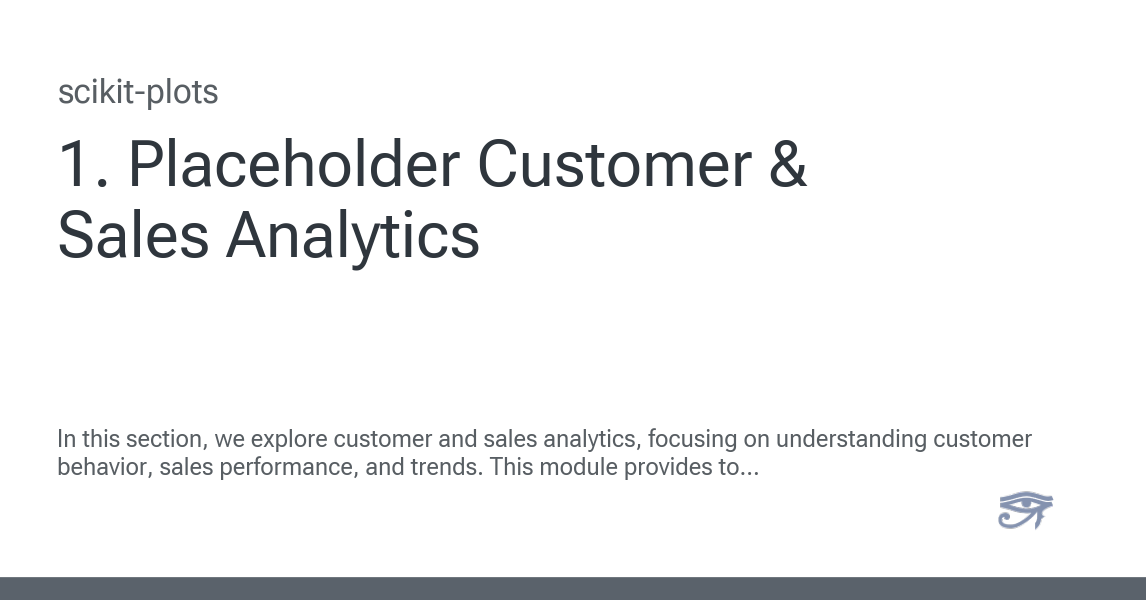 scikit-plots
1. Placeholder Customer &
Sales Analytics
In this section, we explore customer and sales analytics, focusing on understanding customer
behavior, sales performance, and trends. This module provides to...